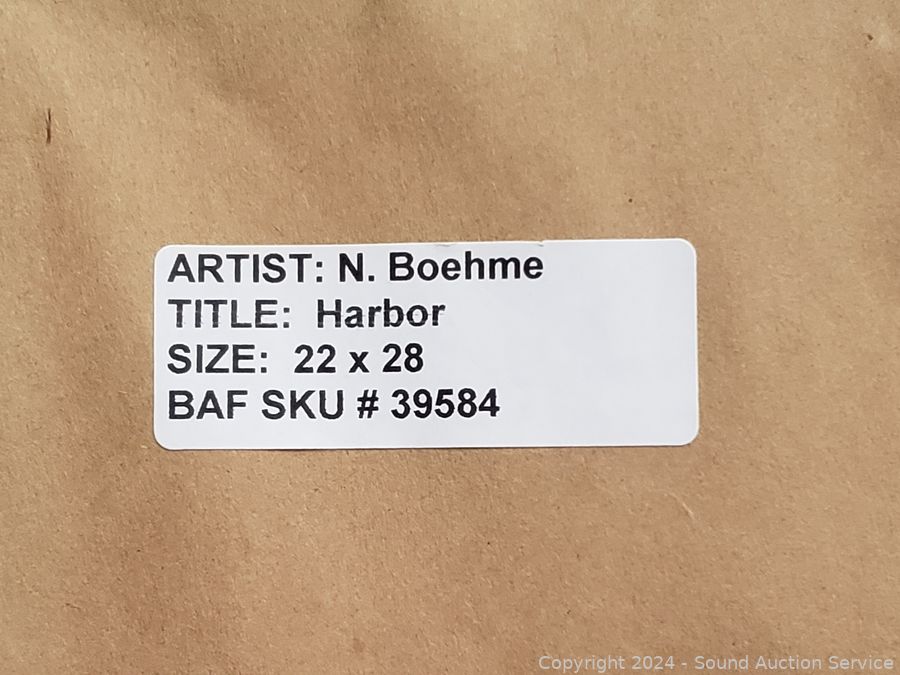 ARTIST: N. Boehme
TITLE: Harbor
SIZE: 22 x 28
BAF SKU # 39584
Copyright 2024 - Sound Auction Service